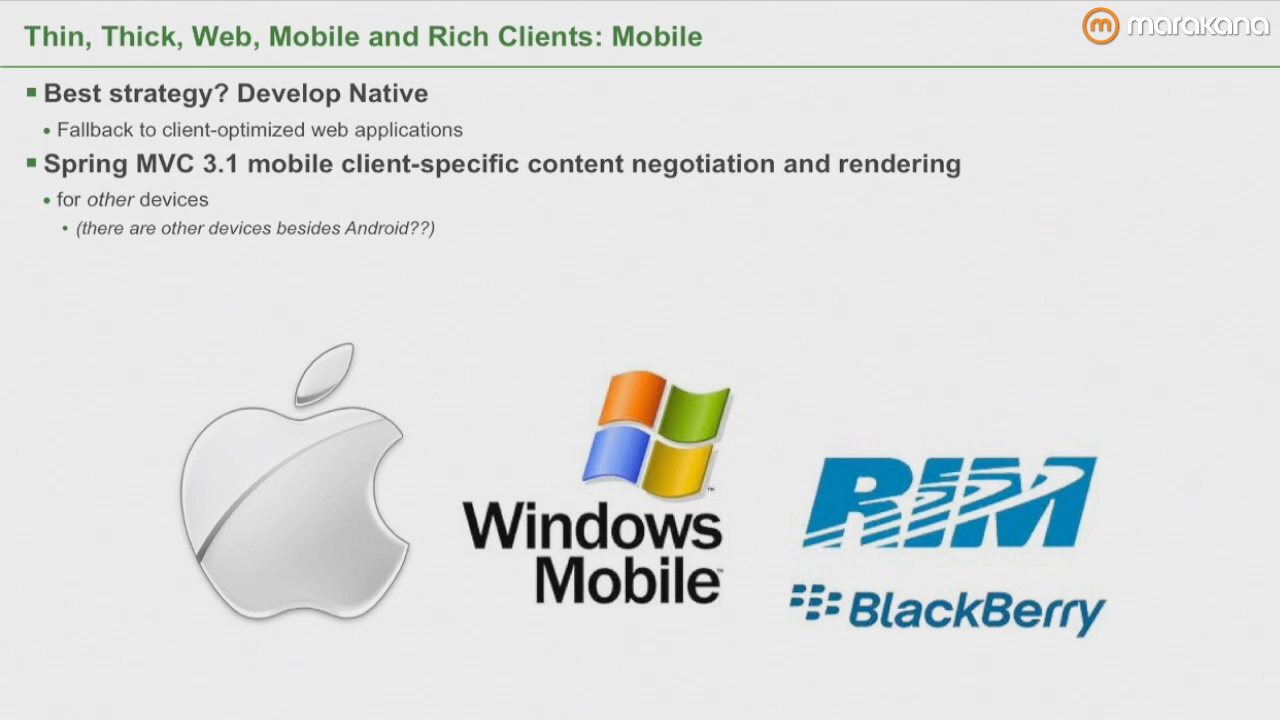 Thin, Thick, Web, Mobile and Rich Clients: Mobile
marakana
Best strategy? Develop Native
Fallback to client-optimized web applications
Spring MVC 3.1 mobile client-specific content negotiation and rendering
for other devices
(there are other devices besides Android??)
Windows
Mobile
RIM
BlackBerry